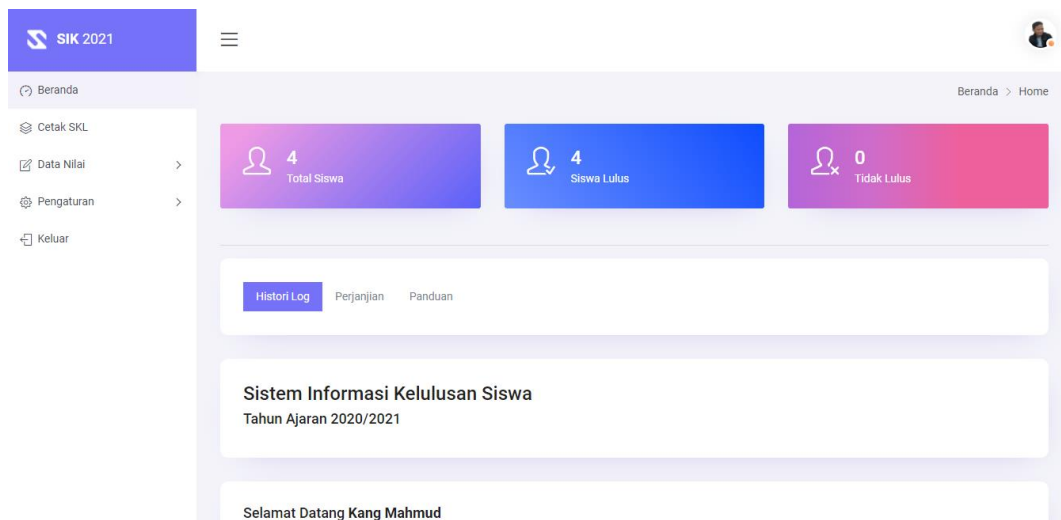 SIK 2021
Beranda
Cetak SKL
Data Nilai
Pengaturan
Keluar
Beranda > Home
4
Total Siswa
4
Siswa Lulus
0
Tidak Lulus
Histori Log Perjanjian Panduan
Sistem Informasi Kelulusan Siswa
Tahun Ajaran 2020/2021
Selamat Datang Kang Mahmud